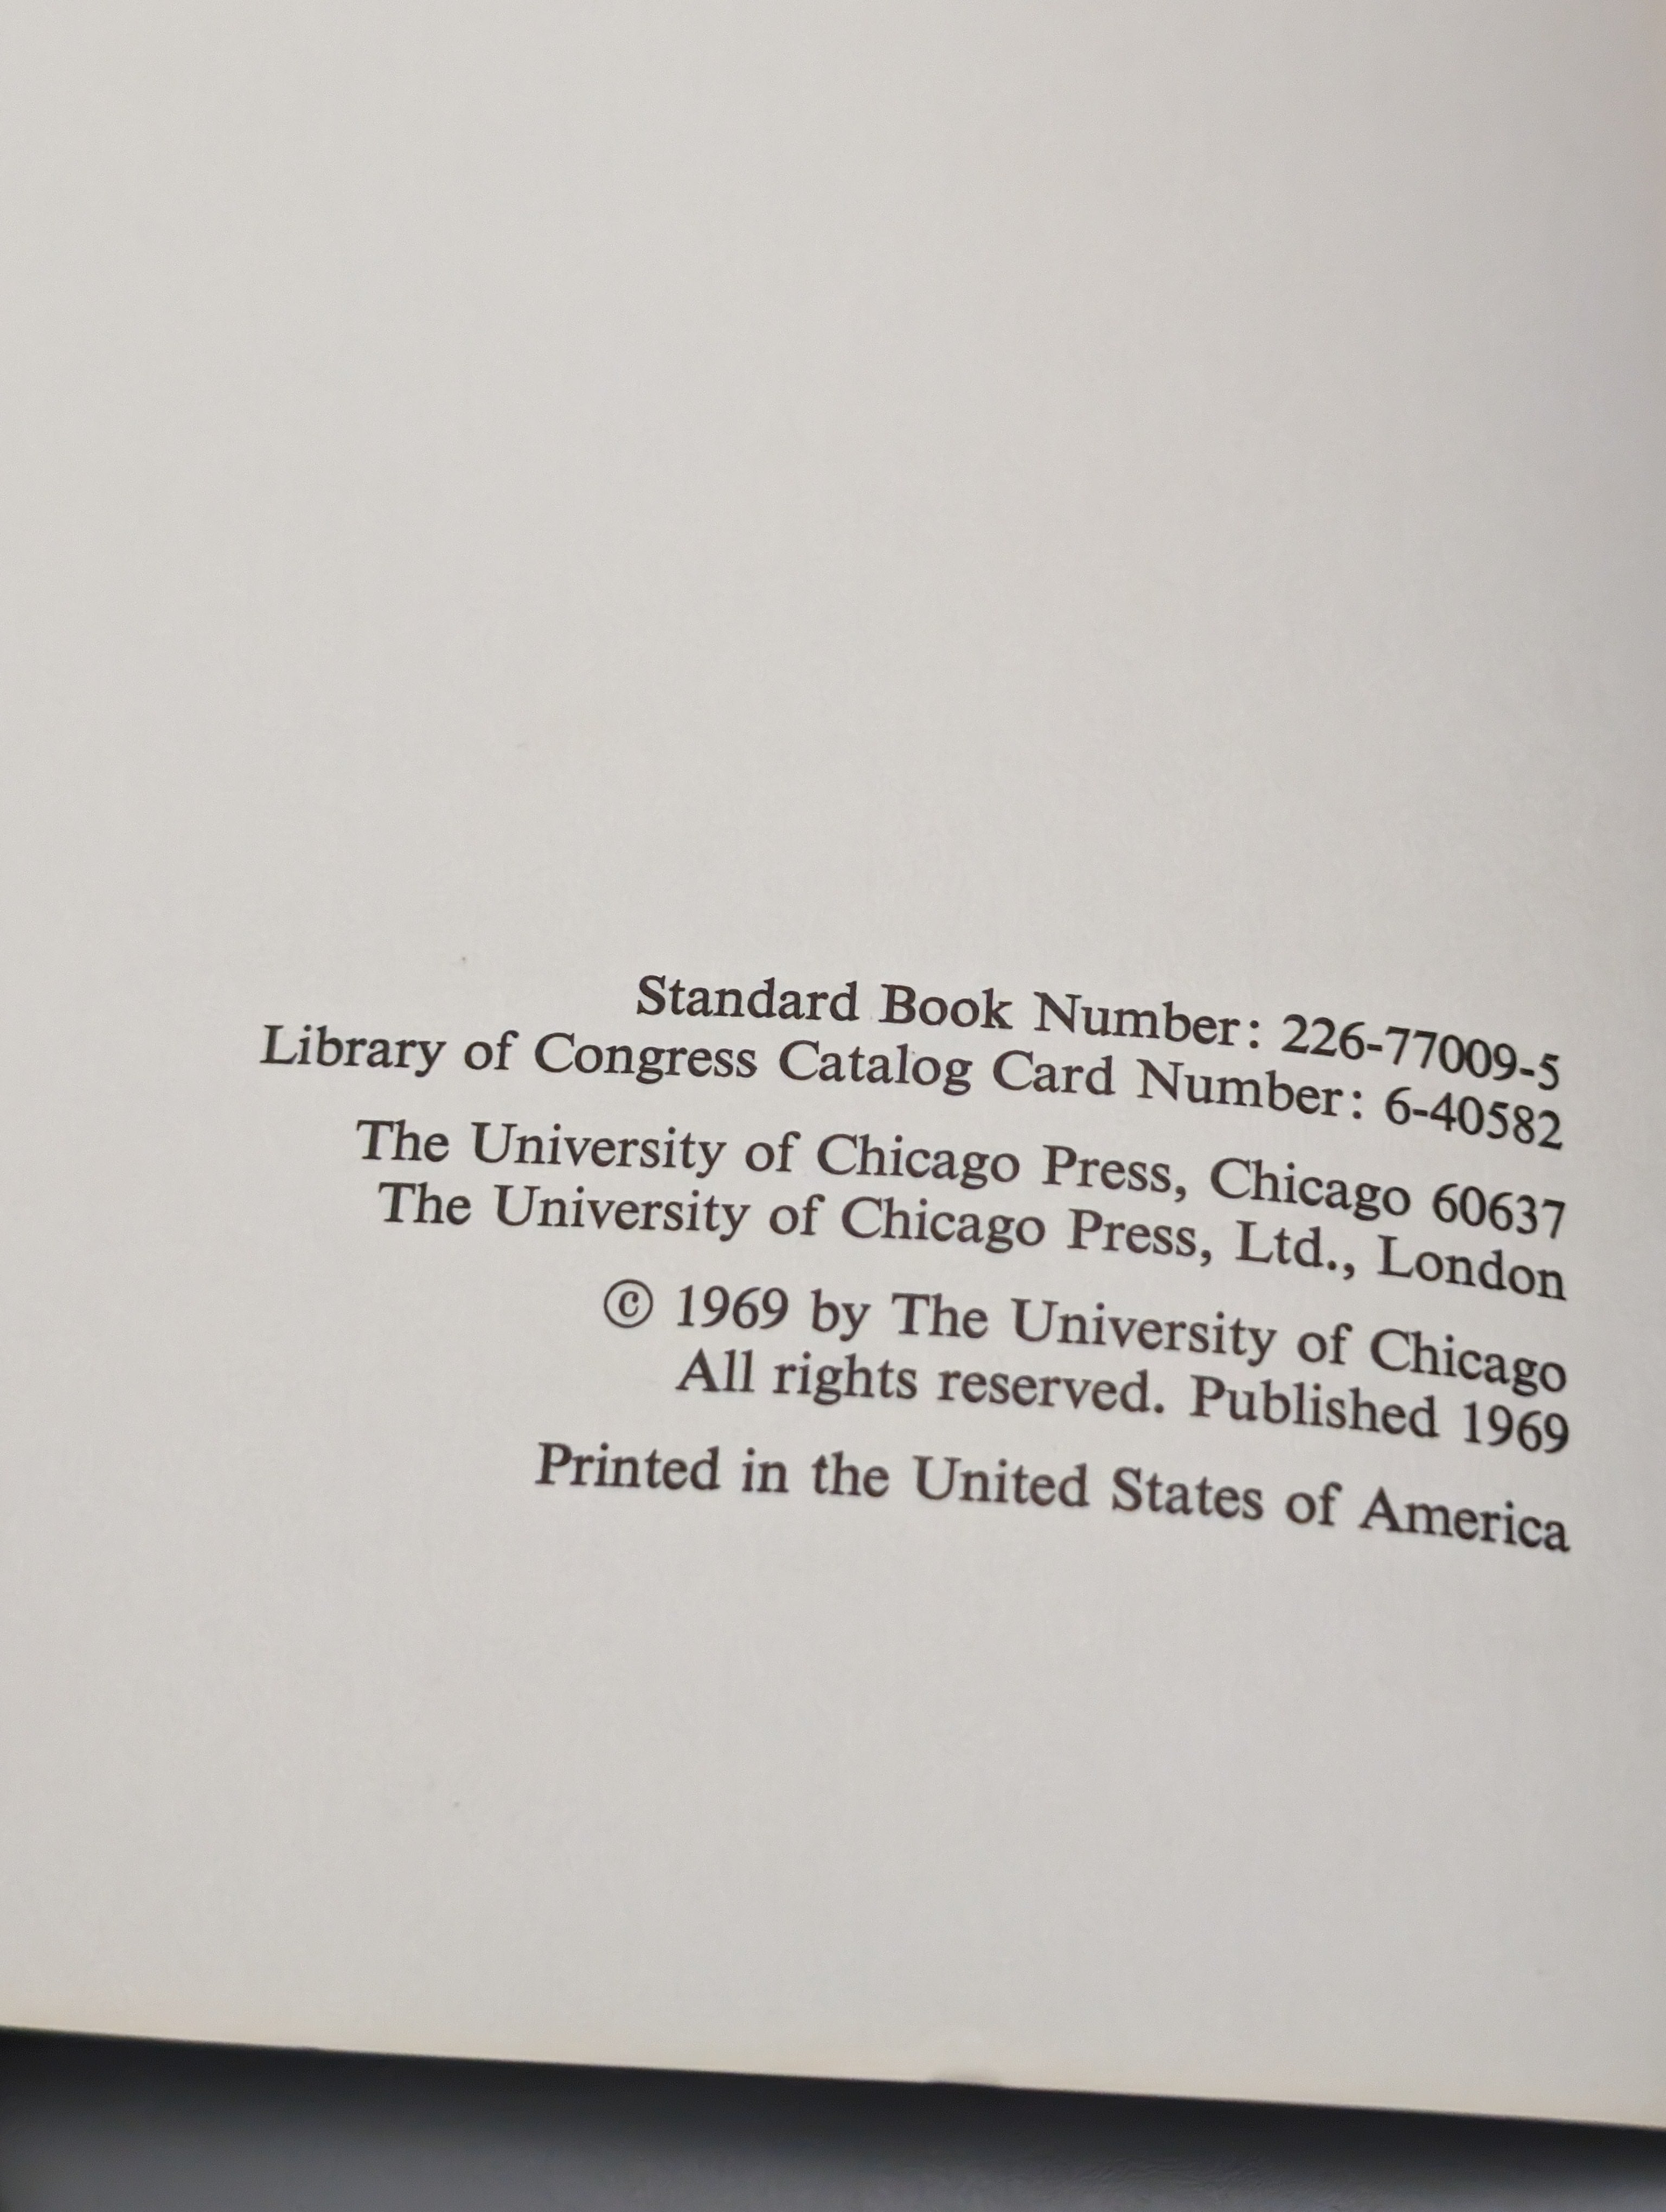 Standard Book Number: 226-77009-5
Library of Congress Catalog Card Number: 6-40582
The University of Chicago Press, Chicago 60637
The University of Chicago Press, Ltd., London
© 1969 by The University of Chicago
All rights reserved. Published 1969
Printed in the United States of America